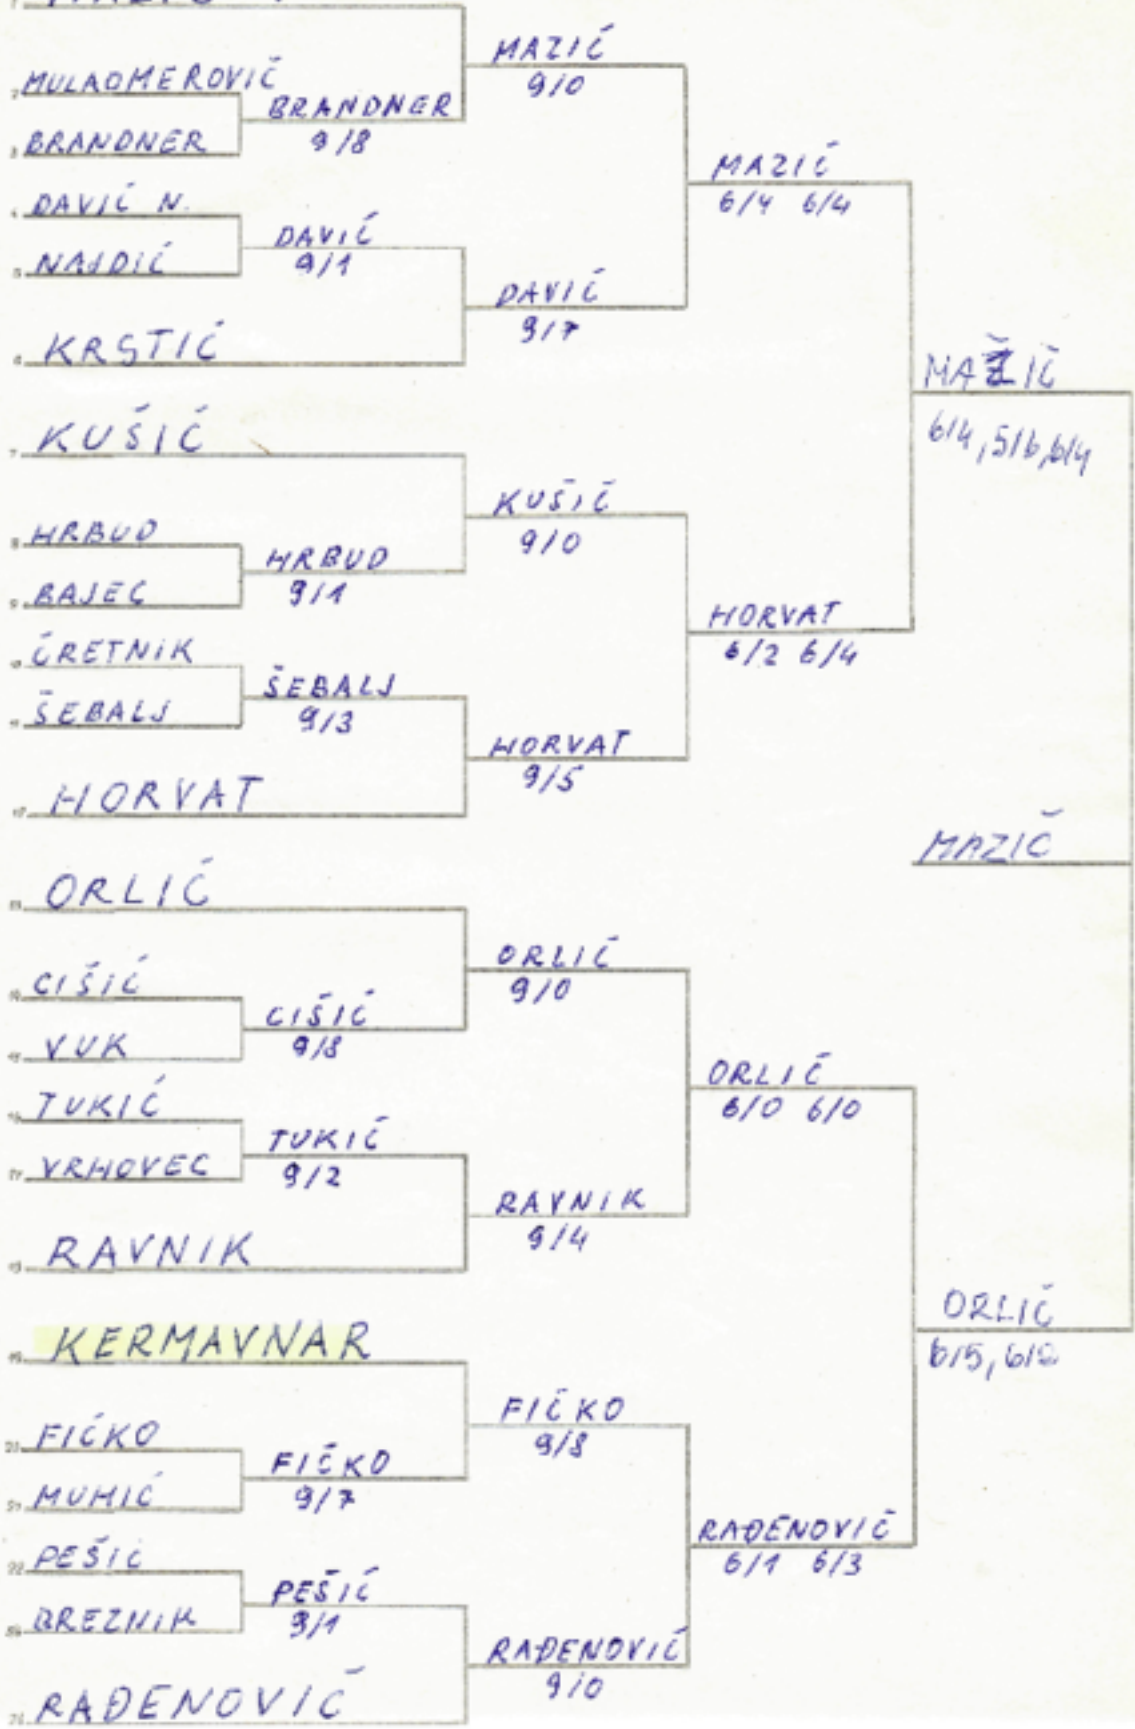 MAZIĆ
9/0
MULAOMEROVIĆ
BRANDNER
9/8
BRANDNER
MAZIĆ
6/4 6/4
DAVIĆ N.
DAVIĆ
9/1
NAJDIĆ
DAVIĆ
9/7
KRSTIĆ
MAŽIČ
6/4, 5/6, 6/4
KUŠIĆ
KUŠIĆ
9/0
HRBUD
HRBUD
9/1
BAJEC
HORVAT
6/2 6/4
ČRETNIK
ŠEBALJ
9/3
ŠEBALJ
HORVAT
9/5
HORVAT
MAZIČ
ORLIĆ
ORLIĆ
9/0
CIŠIĆ
CIŠIĆ
9/8
VUK
ORLIĆ
6/0 6/0
TUKIĆ
TUKIĆ
9/2
VRHOVEC
RAVNIK
9/4
RAVNIK
ORLIČ
6/5, 6/2
KERMAVNAR
FIČKO
9/8
FIČKO
FIČKO
9/7
MUMIĆ
RAĐENOVIĆ
6/1 6/3
PEŠIĆ
PEŠIĆ
9/1
BREZNIK
RAĐENOVIĆ
9/0
RAĐENOVIĆ